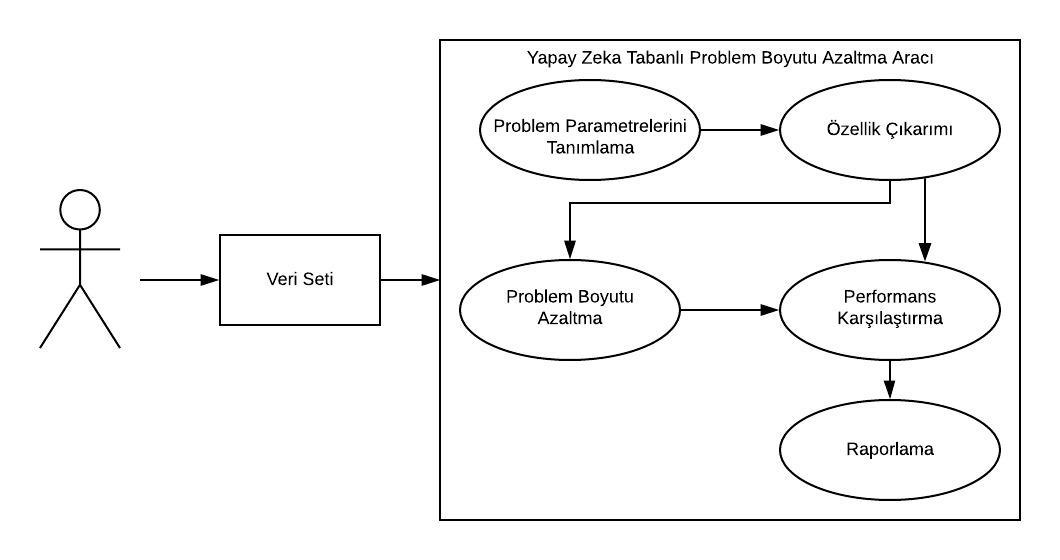 Yapay Zeka Tabanlı Problem Boyutu Azaltma Aracı
Problem Parametrelerini
Tanımlama
Özellik Çıkarımı
Veri Seti
Problem Boyutu
Azaltma
Performans
Karşılaştırma
Raporlama